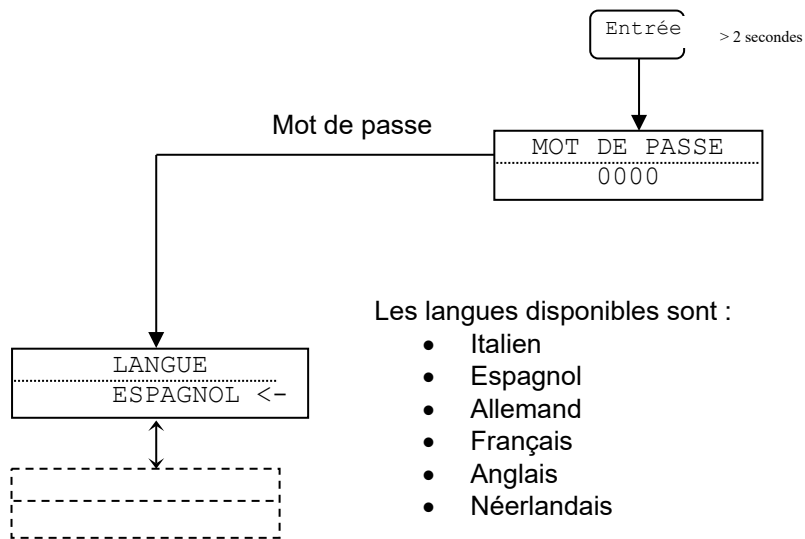 Entrée
> 2 secondes
Mot de passe
MOT DE PASSE
0000
Les langues disponibles sont :
• Italien
• Espagnol
• Allemand
• Français
• Anglais
• Néerlandais
LANGUE
ESPAGNOL <-